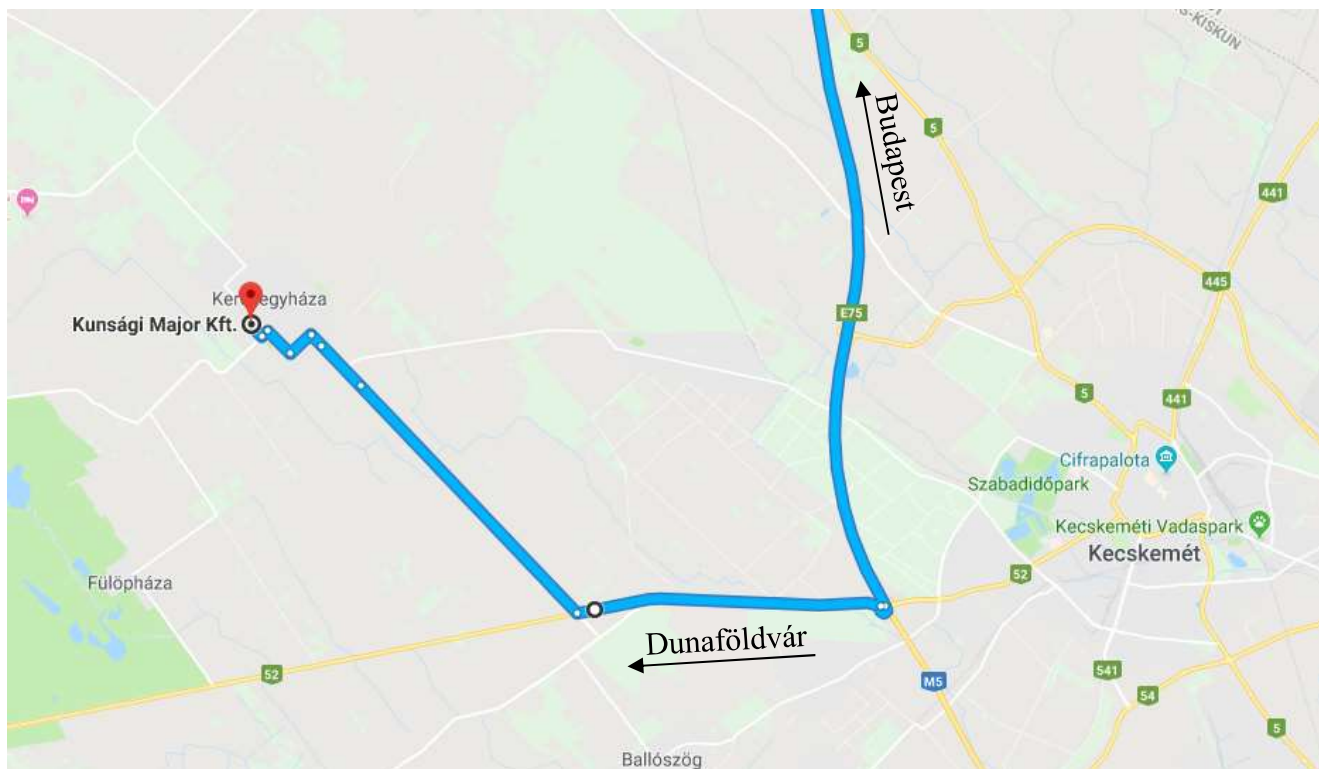 S-KISKUN
5
5
Budapest
441
445
Kerekegyháza
Kunsági Major Kft.
E75
5
441
Cifrapalota
Szabadidőpark
Kecskeméti Vadaspark
Kecskemét
Fülöpháza
52
Dunaföldvár
52
M5
541
54
5
Ballószög